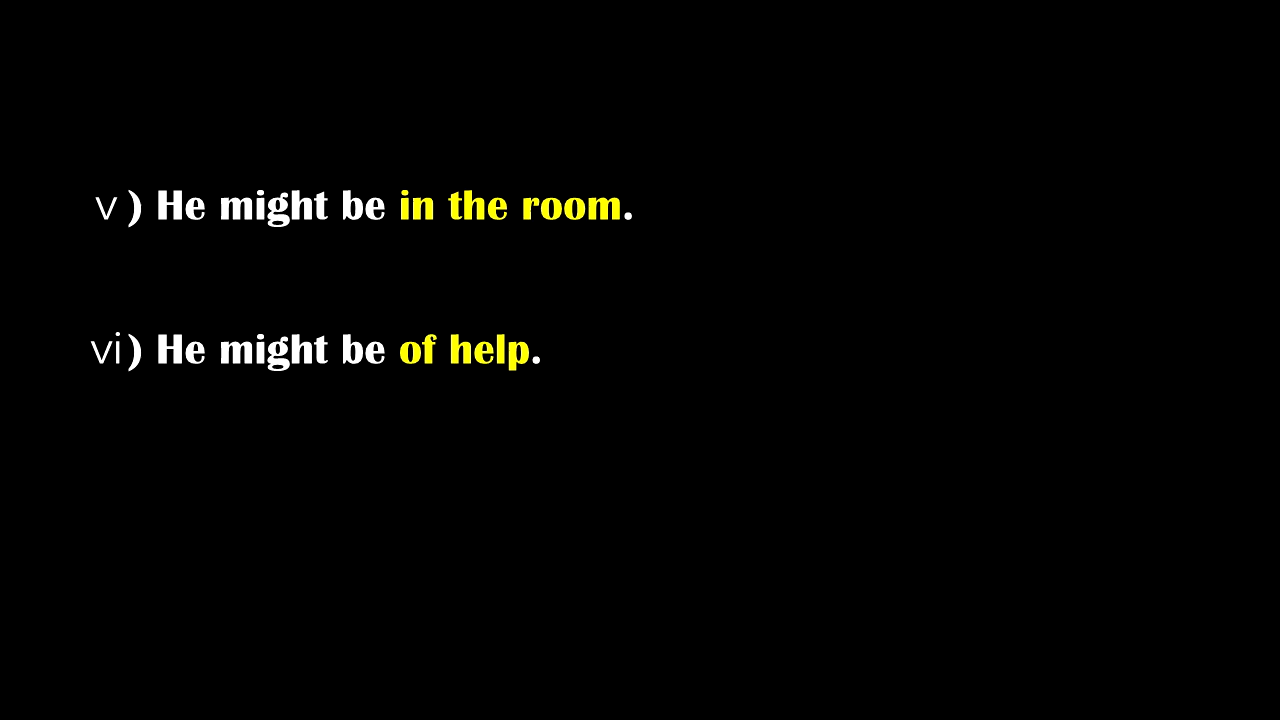 ⅴ) He might be in the room.
ⅵ) He might be of help.